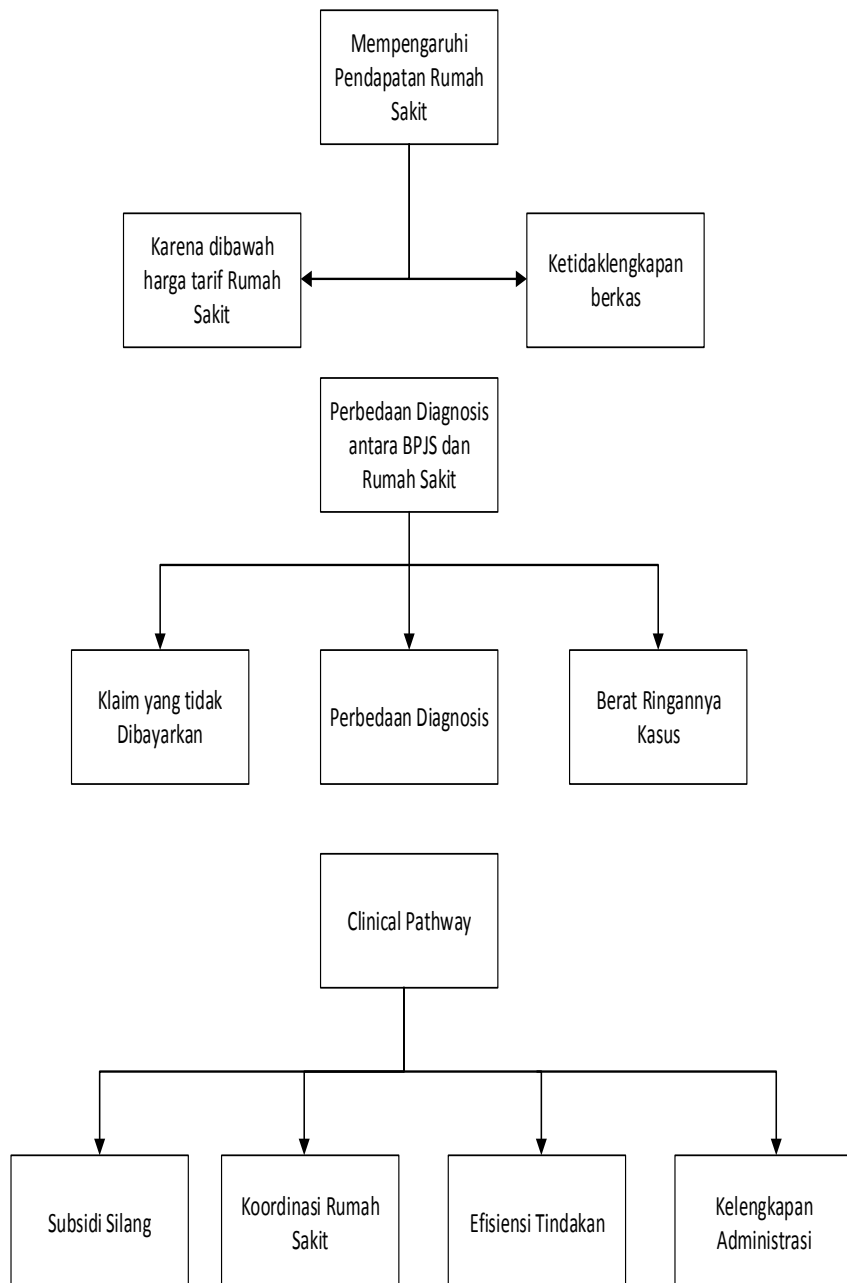 Mempengaruhi
Pendapatan Rumah
Sakit
Karena dibawah
harga tarif Rumah
Sakit
Ketidaklengkapan
berkas
Perbedaan Diagnosis
antara BPJS dan
Rumah Sakit
Klaim yang tidak
Dibayarkan
Perbedaan Diagnosis
Berat Ringannya
Kasus
Clinical Pathway
Subsidi Silang
Koordinasi Rumah
Sakit
Efisiensi Tindakan
Kelengkapan
Administrasi